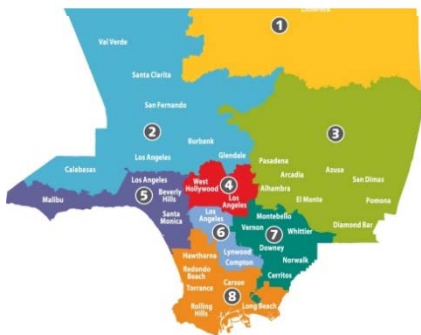 1
Val Verde
Santa Clarita
San Fernando
2
Burbank
Los Angeles
Glendale
Calabasas
3
Pasadena
Arcadia
Azusa
San Dimas
Alhambra
El Monte
Pomona
Diamond Bar
West
Hollywood
4
Los
Angeles
Los Angeles
5
Beverly
Hills
Malibu
Santa
Monica
Los
Angeles
6
Lynwood
Compton
Montebello
Vernon
7
Whittier
Downey
Norwalk
Cerritos
Hawthorne
Redondo
Beach
Torrance
Carson
8
Rolling
Hills
Long Beach